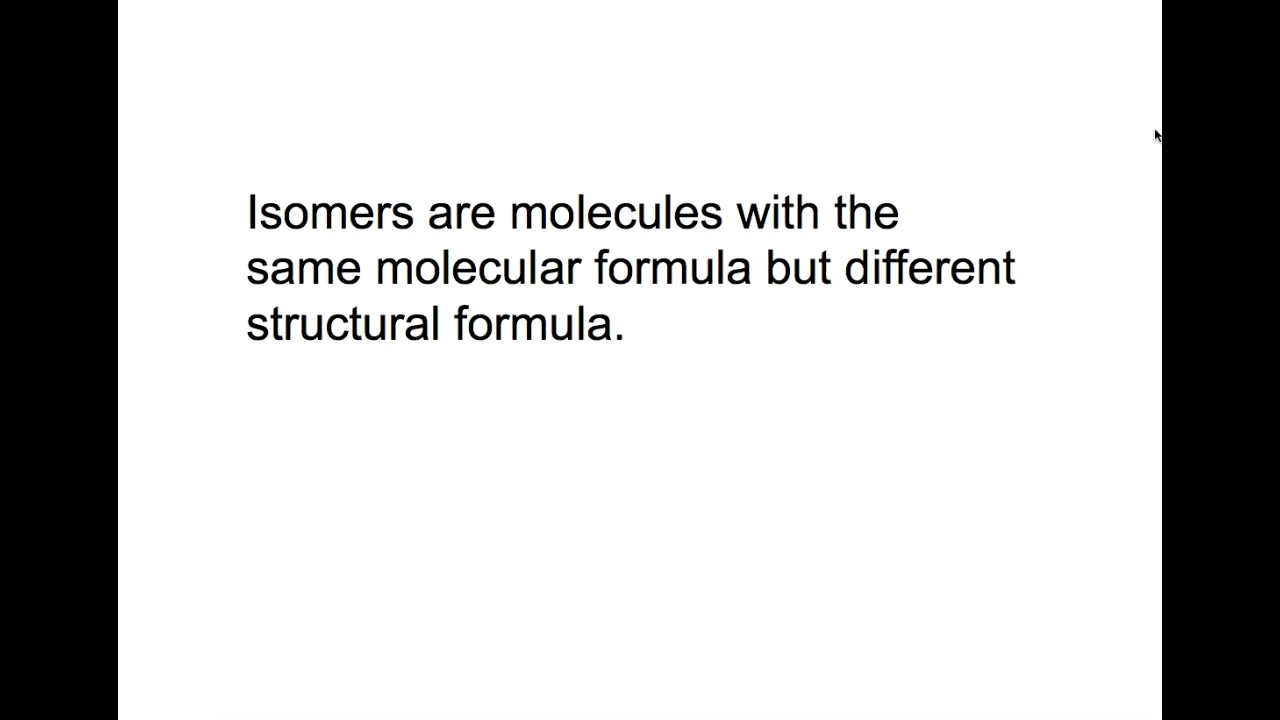 Isomers are molecules with the
same molecular formula but different
structural formula.